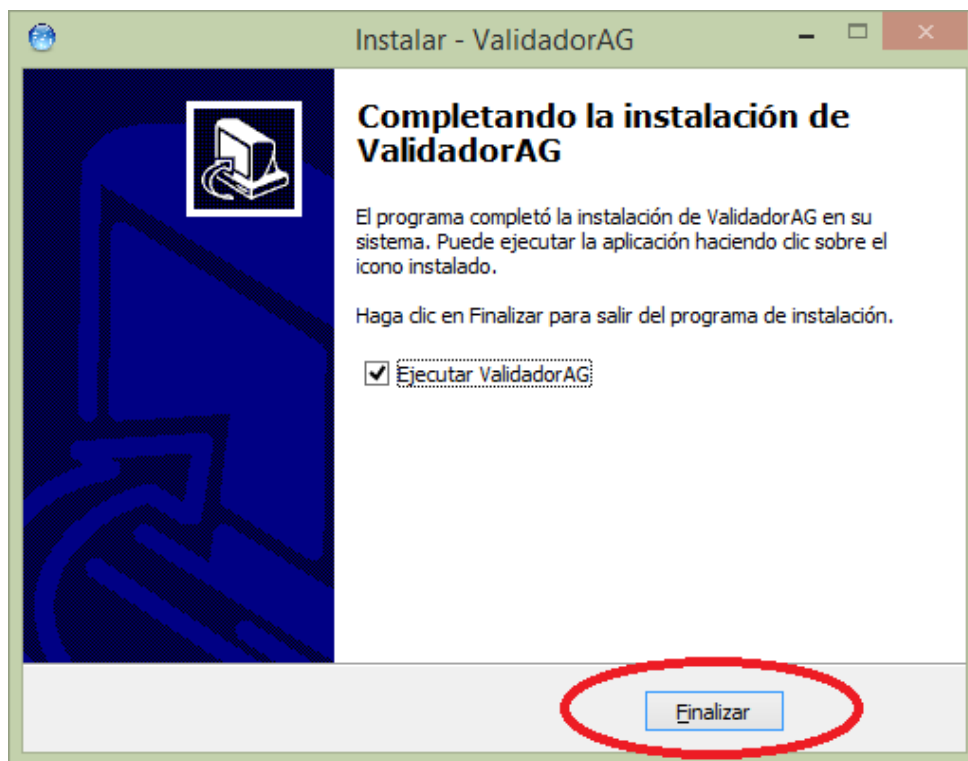 Instalar - ValidadorAG
Completando la instalación de
ValidadorAG
El programa completó la instalación de ValidadorAG en su
sistema. Puede ejecutar la aplicación haciendo clic sobre el
icono instalado.
Haga clic en Finalizar para salir del programa de instalación.
Ejecutar ValidadorAG
Finalizar